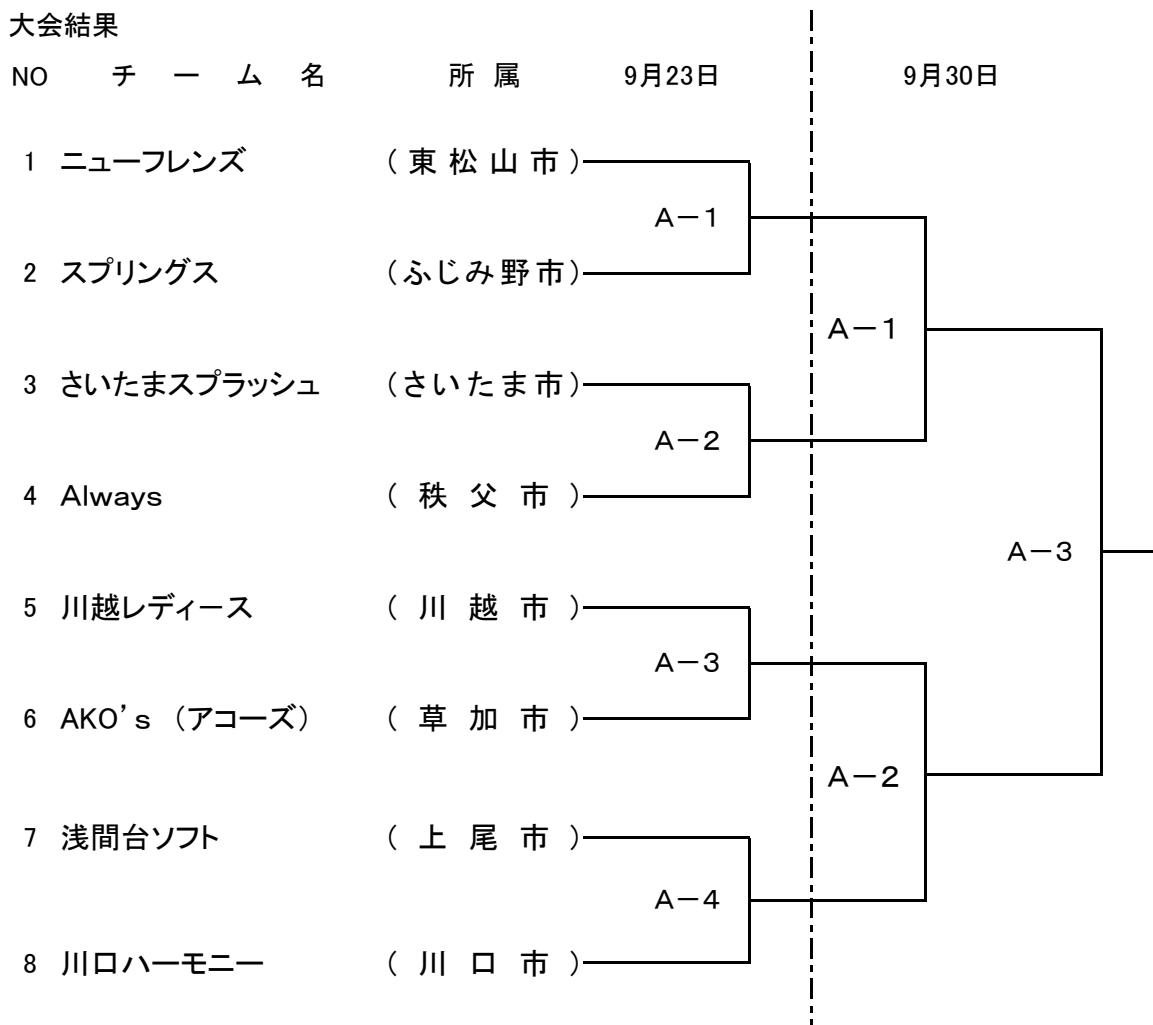 大会結果
NO チーム名 所属 9月23日 9月30日
1 ニューフレンズ (東松山市)
A－1
2 スプリングス (ふじみ野市)
A－1
3 さいたまスプラッシュ (さいたま市)
A－2
4 Always (秩父市)
A－3
5 川越レディース (川越市)
A－3
6 AKO's (アコーズ) (草加市)
A－2
7 浅間台ソフト (上尾市)
A－4
8 川口ハーモニー (川口市)